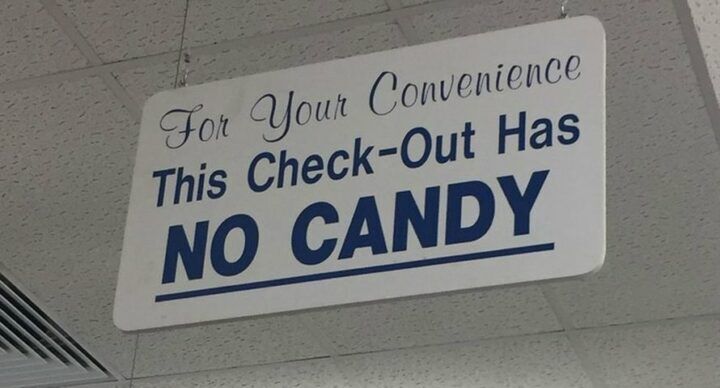 For Your Convenience
This Check-Out Has
NO CANDY